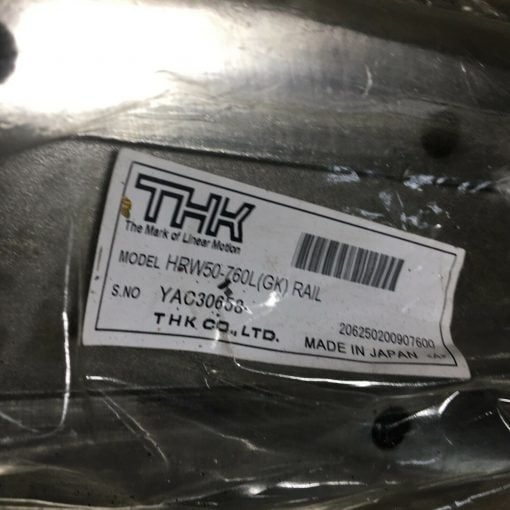 THK
The Mark of Linear Motion
MODEL HRW50-760L(GK) RAIL
S.NO YAC30658
206250200907600
THK CO.,LTD. MADE IN JAPAN